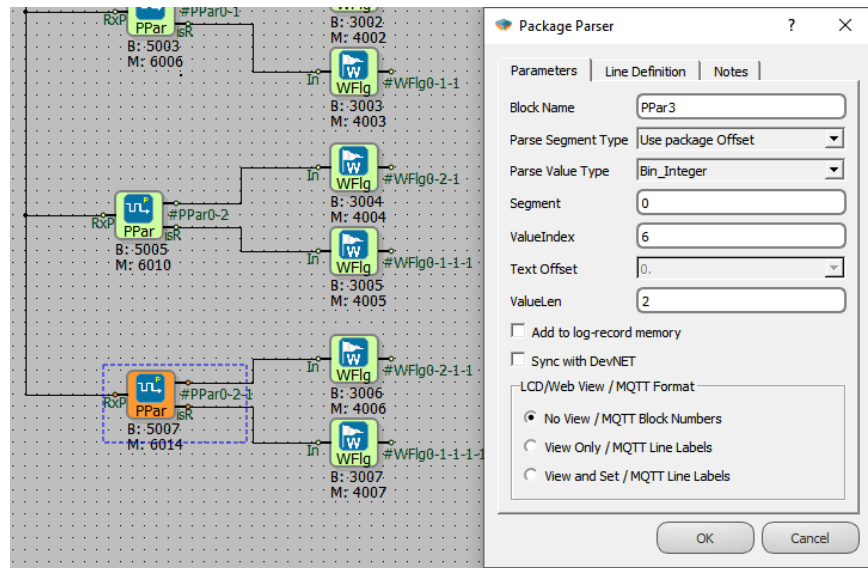 #PPar0-1
RxP
PPar
isR
B: 5003
M: 6006
B: 3002
M: 4002
In
W
WFlg
#WFlg0-1-1
B: 3003
M: 4003
In
W
WFlg
#WFlg0-2-1
B: 3004
M: 4004
P
RxP
PPar
#PPar0-2
isR
B: 5005
M: 6010
In
W
WFlg
#WFlg0-1-1-1
B: 3005
M: 4005
In
W
WFlg
#WFlg0-2-1-1
B: 3006
M: 4006
P
RxP
PPar
#PPar0-2-1
isR
B: 5007
M: 6014
In
W
WFlg
#WFlg0-1-1-1-1
B: 3007
M: 4007
Package Parser
?
Parameters Line Definition Notes
Block Name PPar3
Parse Segment Type Use package Offset
Parse Value Type Bin_Integer
Segment 0
ValueIndex 6
Text Offset 0.
ValueLen 2
Add to log-record memory
Sync with DevNET
LCD/Web View / MQTT Format
No View / MQTT Block Numbers
View Only / MQTT Line Labels
View and Set / MQTT Line Labels
OK Cancel